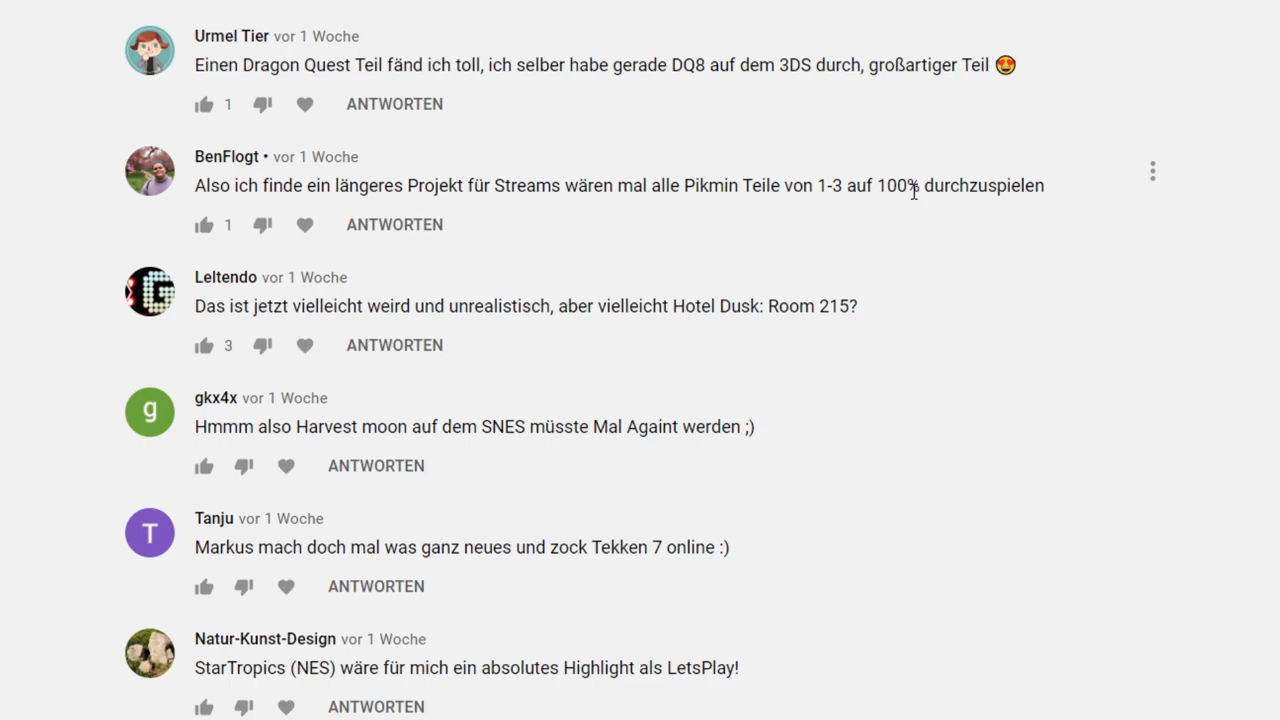 Urmel Tier vor 1 Woche
Einen Dragon Quest Teil fänd ich toll, ich selber habe gerade DQ8 auf dem 3DS durch, großartiger Teil 😍
1 ANTWORTEN
BenFlogt • vor 1 Woche
Also ich finde ein längeres Projekt für Streams wären mal alle Pikmin Teile von 1-3 auf 100% durchzuspielen
1 ANTWORTEN
Leltendo vor 1 Woche
Das ist jetzt vielleicht weird und unrealistisch, aber vielleicht Hotel Dusk: Room 215?
3 ANTWORTEN
g
gkx4x vor 1 Woche
Hmmm also Harvest moon auf dem SNES müsste Mal Againt werden ;)
ANTWORTEN
T
Tanju vor 1 Woche
Markus mach doch mal was ganz neues und zock Tekken 7 online :)
ANTWORTEN
Natur-Kunst-Design vor 1 Woche
StarTropics (NES) wäre für mich ein absolutes Highlight als LetsPlay!
ANTWORTEN